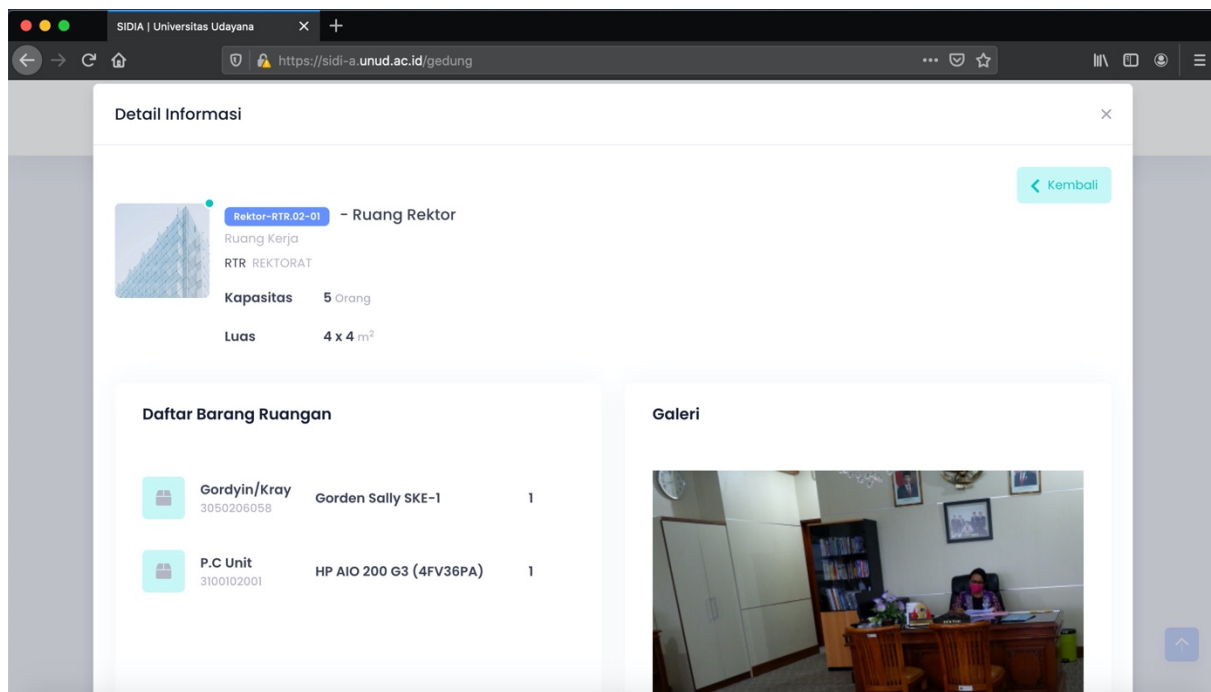 SIDIA | Universitas Udayana
https://sidi-a.unud.ac.id/gedung
Detail Informasi
Kembali
Rektor-RTR.02-01 - Ruang Rektor
Ruang Kerja
RTR REKTORAT
Kapasitas 5 Orang
Luas 4 x 4 m²
Daftar Barang Ruangan
Gordyin/Kray
3050206058
Gorden Sally SKE-1 1
P.C Unit
3100102001
HP AIO 200 G3 (4FV36PA) 1
Galeri